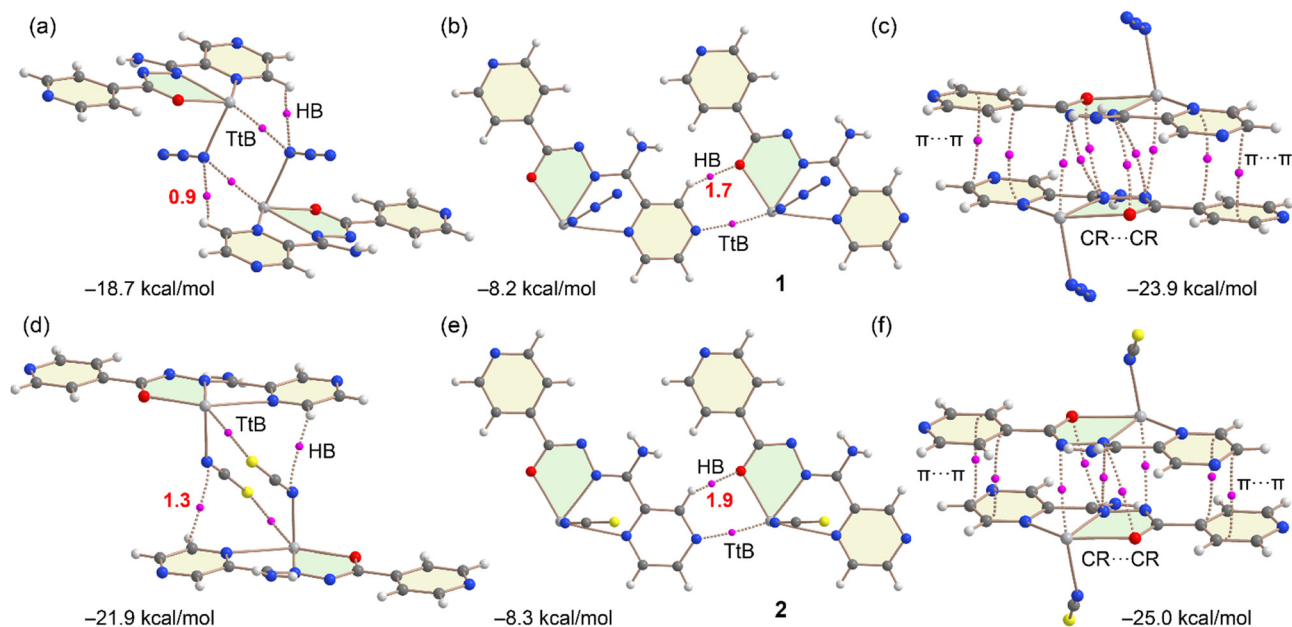 (a)
HB
TtB
0.9
–18.7 kcal/mol
(b)
HB
1.7
TtB
–8.2 kcal/mol
1
(c)
π···π
π···π
CR···CR
–23.9 kcal/mol
(d)
TtB
HB
1.3
–21.9 kcal/mol
(e)
HB
1.9
TtB
–8.3 kcal/mol
2
(f)
π···π
π···π
CR···CR
–25.0 kcal/mol